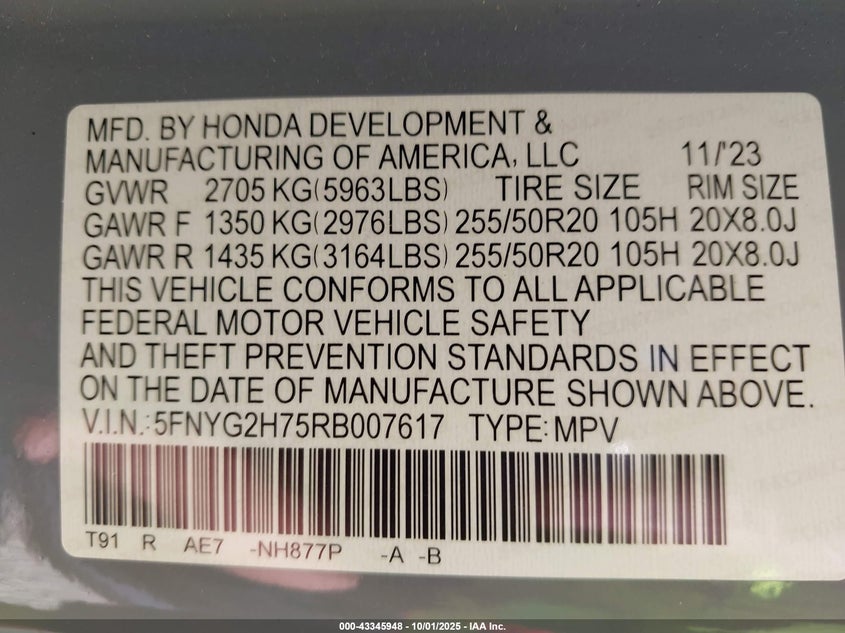 MFD. BY HONDA DEVELOPMENT &
MANUFACTURING OF AMERICA, LLC 11/'23
GVWR 2705 KG(5963LBS) TIRE SIZE RIM SIZE
GAWR F 1350 KG(2976LBS) 255/50R20 105H 20X8.0J
GAWR R 1435 KG(3164LBS) 255/50R20 105H 20X8.0J
THIS VEHICLE CONFORMS TO ALL APPLICABLE
FEDERAL MOTOR VEHICLE SAFETY
AND THEFT PREVENTION STANDARDS IN EFFECT
ON THE DATE OF MANUFACTURE SHOWN ABOVE.
V.I.N.: 5FNYG2H75RB007617 TYPE: MPV
T91 R AE7 -NH877P -A -B
000-43345948 - 10/01/2025 - IAA Inc.